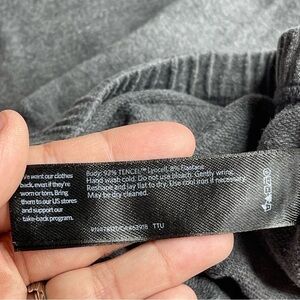 we want our clothes
back, even if they're
worn or torn. Bring
them to our US stores
and support our
take-back program.
Body: 92% TENCEL™ Lyocell, 8% Elastane
Hand wash cold. Do not use bleach. Gently wring.
Reshape and lay flat to dry. Use cool iron if necessary.
May be dry cleaned.
TTU